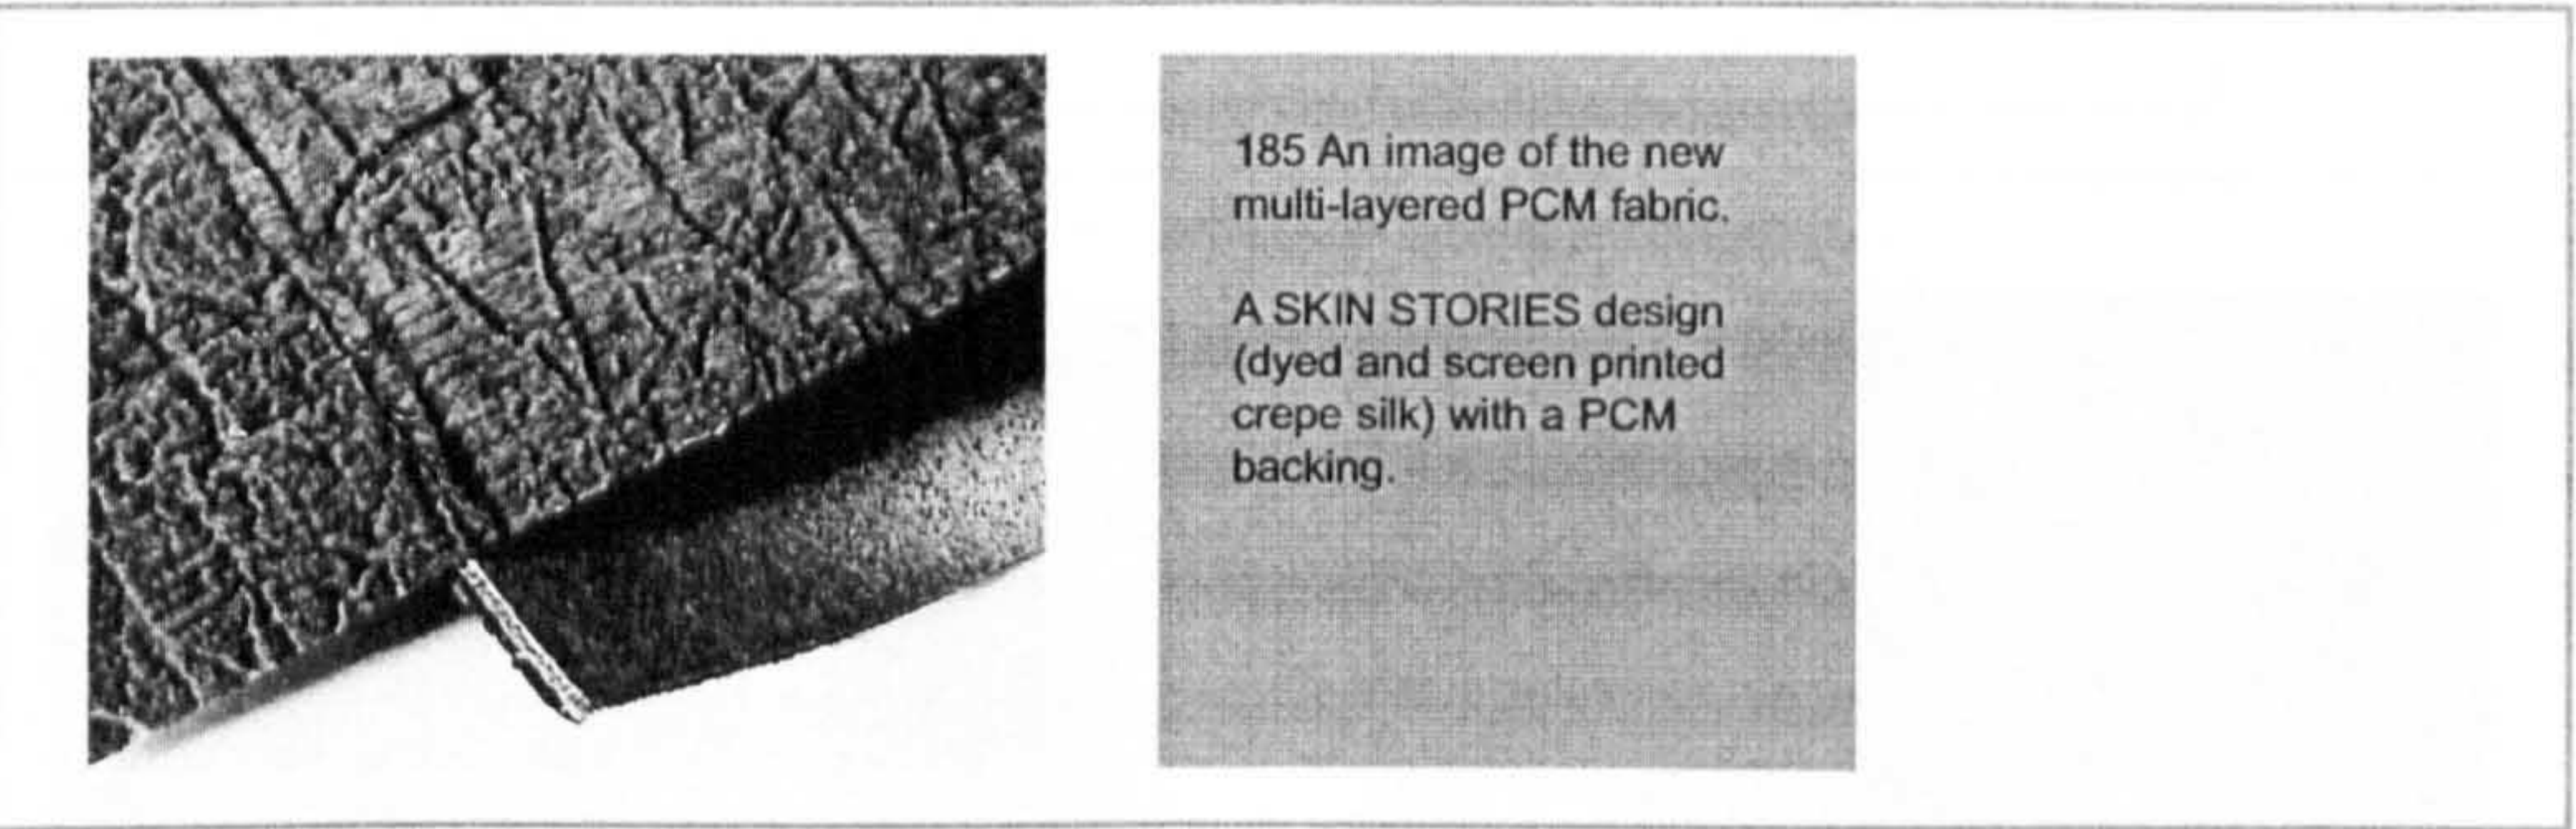 185 An image of the new
multi-layered PCM fabric.
A SKIN STORIES design
(dyed and screen printed
crepe silk) with a PCM
backing.